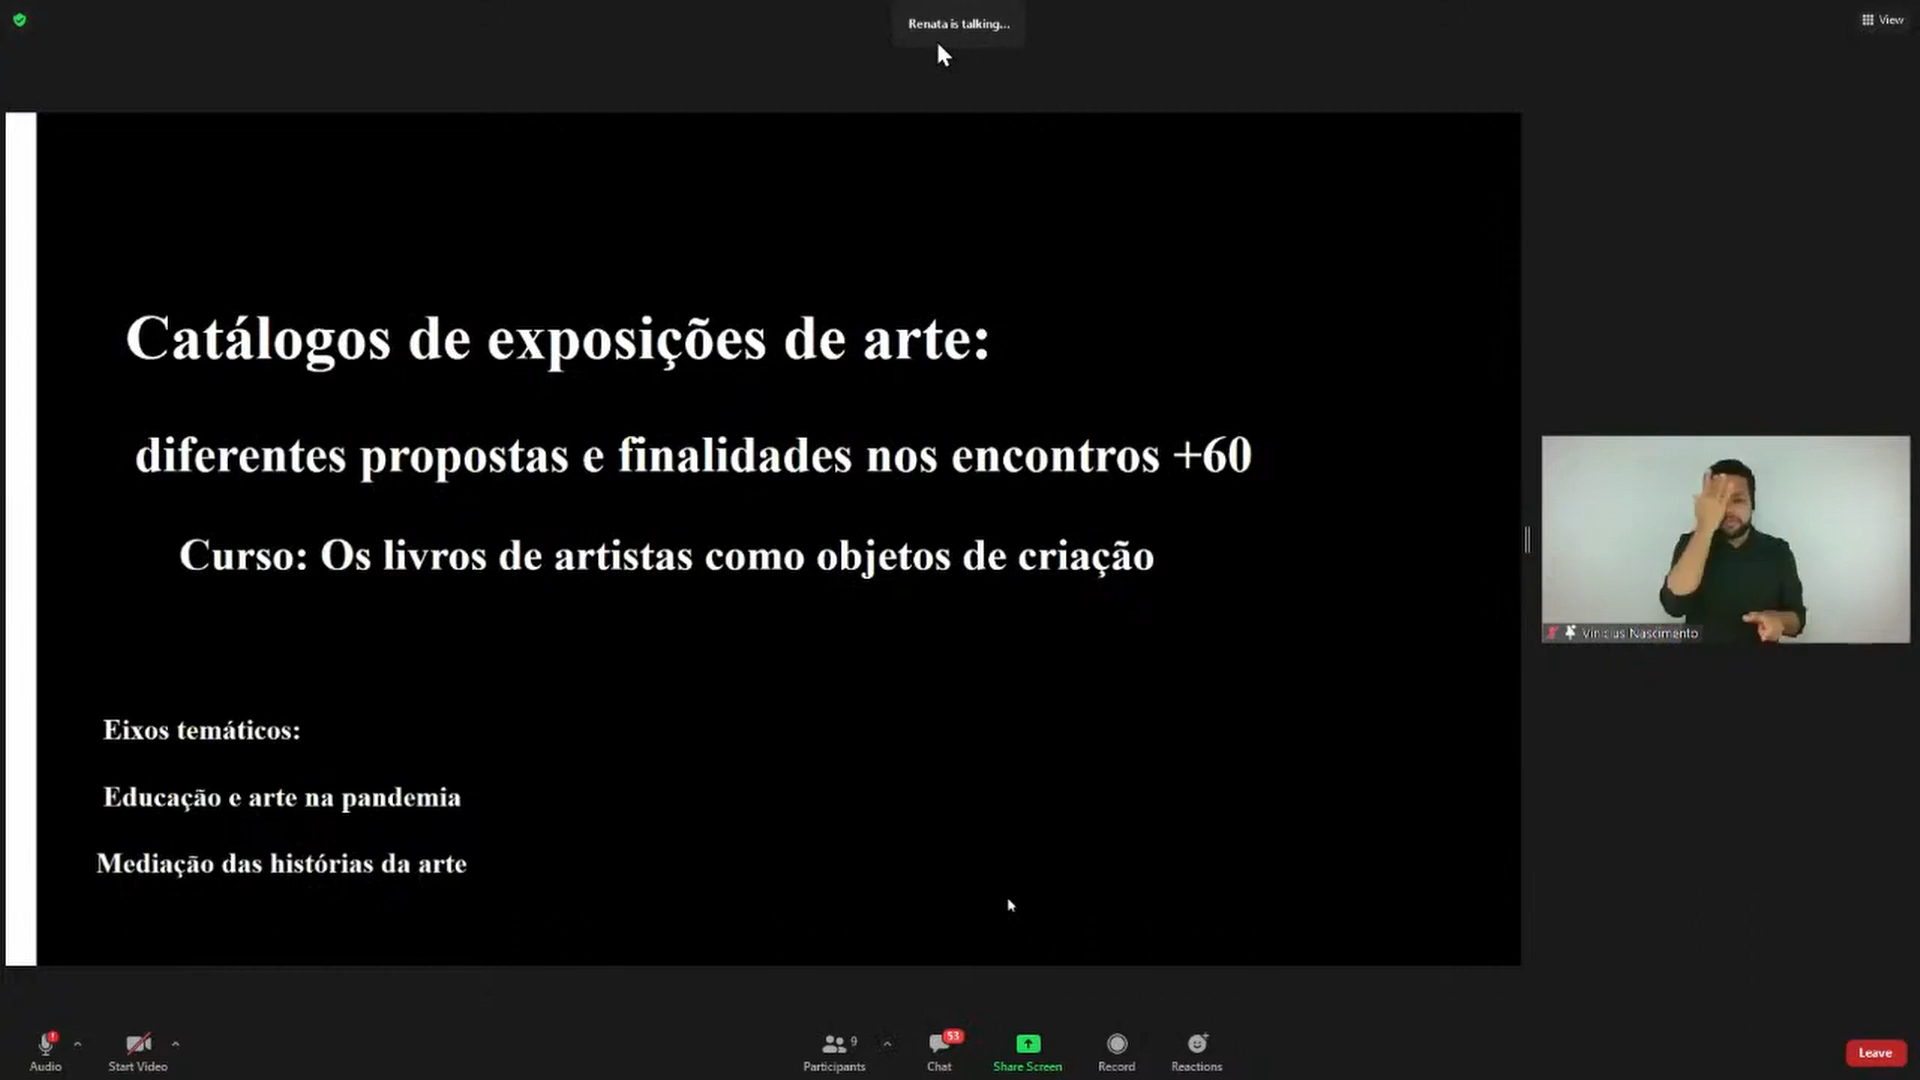 Renata is talking...
View
Catálogos de exposições de arte:
diferentes propostas e finalidades nos encontros +60
Curso: Os livros de artistas como objetos de criação
Vinicius Nascimento
Eixos temáticos:
Educação e arte na pandemia
Mediação das histórias da arte
Audio
Start Video
9
Participants
53
Chat
Share Screen
Record
Reactions
Leave